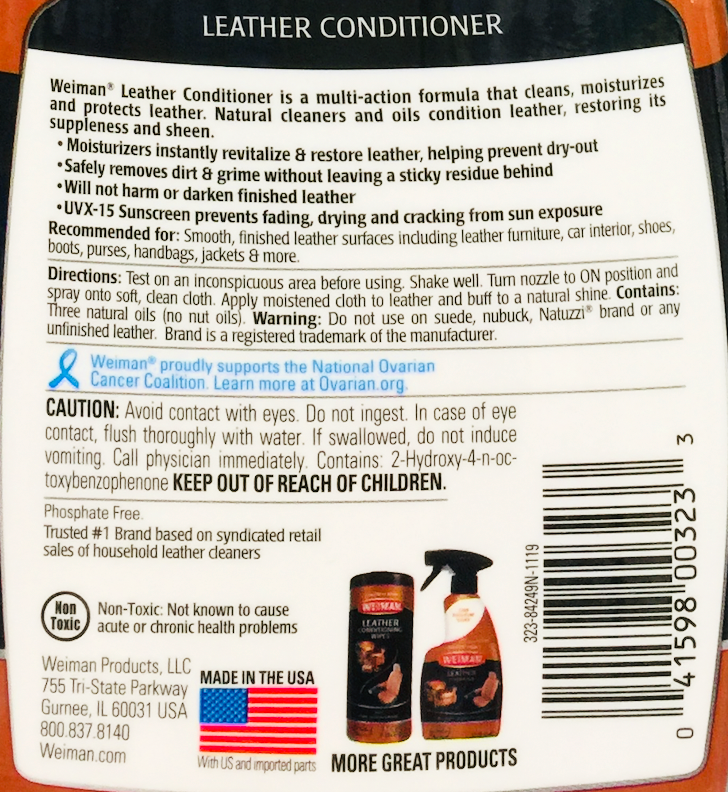 LEATHER CONDITIONER
Weiman® Leather Conditioner is a multi-action formula that cleans, moisturizes
and protects leather. Natural cleaners and oils condition leather, restoring its
suppleness and sheen.
• Moisturizers instantly revitalize & restore leather, helping prevent dry-out
• Safely removes dirt & grime without leaving a sticky residue behind
• Will not harm or darken finished leather
• UVX-15 Sunscreen prevents fading, drying and cracking from sun exposure
Recommended for: Smooth, finished leather surfaces including leather furniture, car interior, shoes,
boots, purses, handbags, jackets & more.
Directions: Test on an inconspicuous area before using. Shake well. Turn nozzle to ON position and
spray onto soft, clean cloth. Apply moistened cloth to leather and buff to a natural shine. Contains:
Three natural oils (no nut oils). Warning: Do not use on suede, nubuck, Natuzzi® brand or any
unfinished leather. Brand is a registered trademark of the manufacturer.
Weiman® proudly supports the National Ovarian
Cancer Coalition. Learn more at Ovarian.org.
CAUTION: Avoid contact with eyes. Do not ingest. In case of eye
contact, flush thoroughly with water. If swallowed, do not induce
vomiting. Call physician immediately. Contains: 2-Hydroxy-4-n-oc-
toxybenzophenone KEEP OUT OF REACH OF CHILDREN.
Phosphate Free.
Trusted #1 Brand based on syndicated retail
sales of household leather cleaners
Non
Toxic
Non-Toxic: Not known to cause
acute or chronic health problems
Weiman Products, LLC
755 Tri-State Parkway
Gurnee, IL 60031 USA
800.837.8140
Weiman.com
MADE IN THE USA
With US and imported parts
WEIMAN
LEATHER
CONDITIONING
WIPES
WEIMAN
LEATHER
MORE GREAT PRODUCTS
323-84249N-1119
0 41598 00323 3